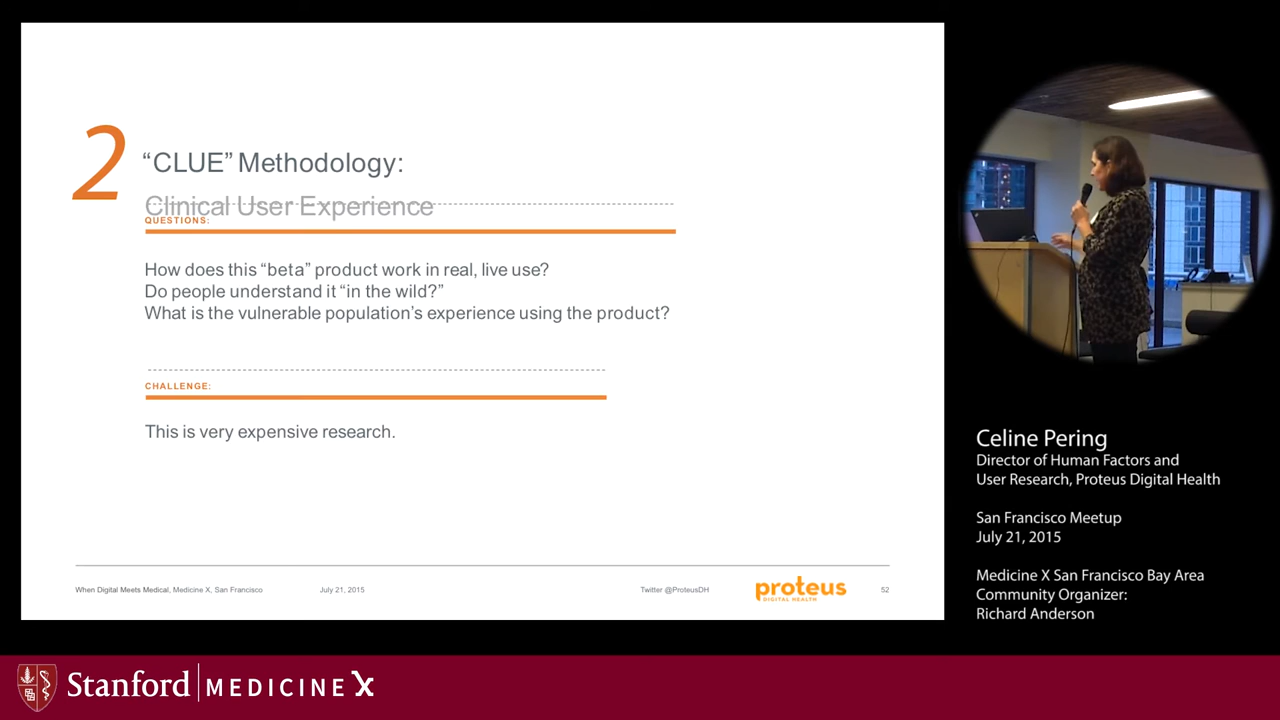 2
“CLUE” Methodology:
Clinical User Experience
QUESTIONS:
How does this “beta” product work in real, live use?
Do people understand it “in the wild?”
What is the vulnerable population’s experience using the product?
CHALLENGE:
This is very expensive research.
When Digital Meets Medical, Medicine X, San Francisco
July 21, 2015
Twitter @ProteusDH
proteus
DIGITAL HEALTH
52
Celine Pering
Director of Human Factors and
User Research, Proteus Digital Health
San Francisco Meetup
July 21, 2015
Medicine X San Francisco Bay Area
Community Organizer:
Richard Anderson
Stanford MEDICINE X